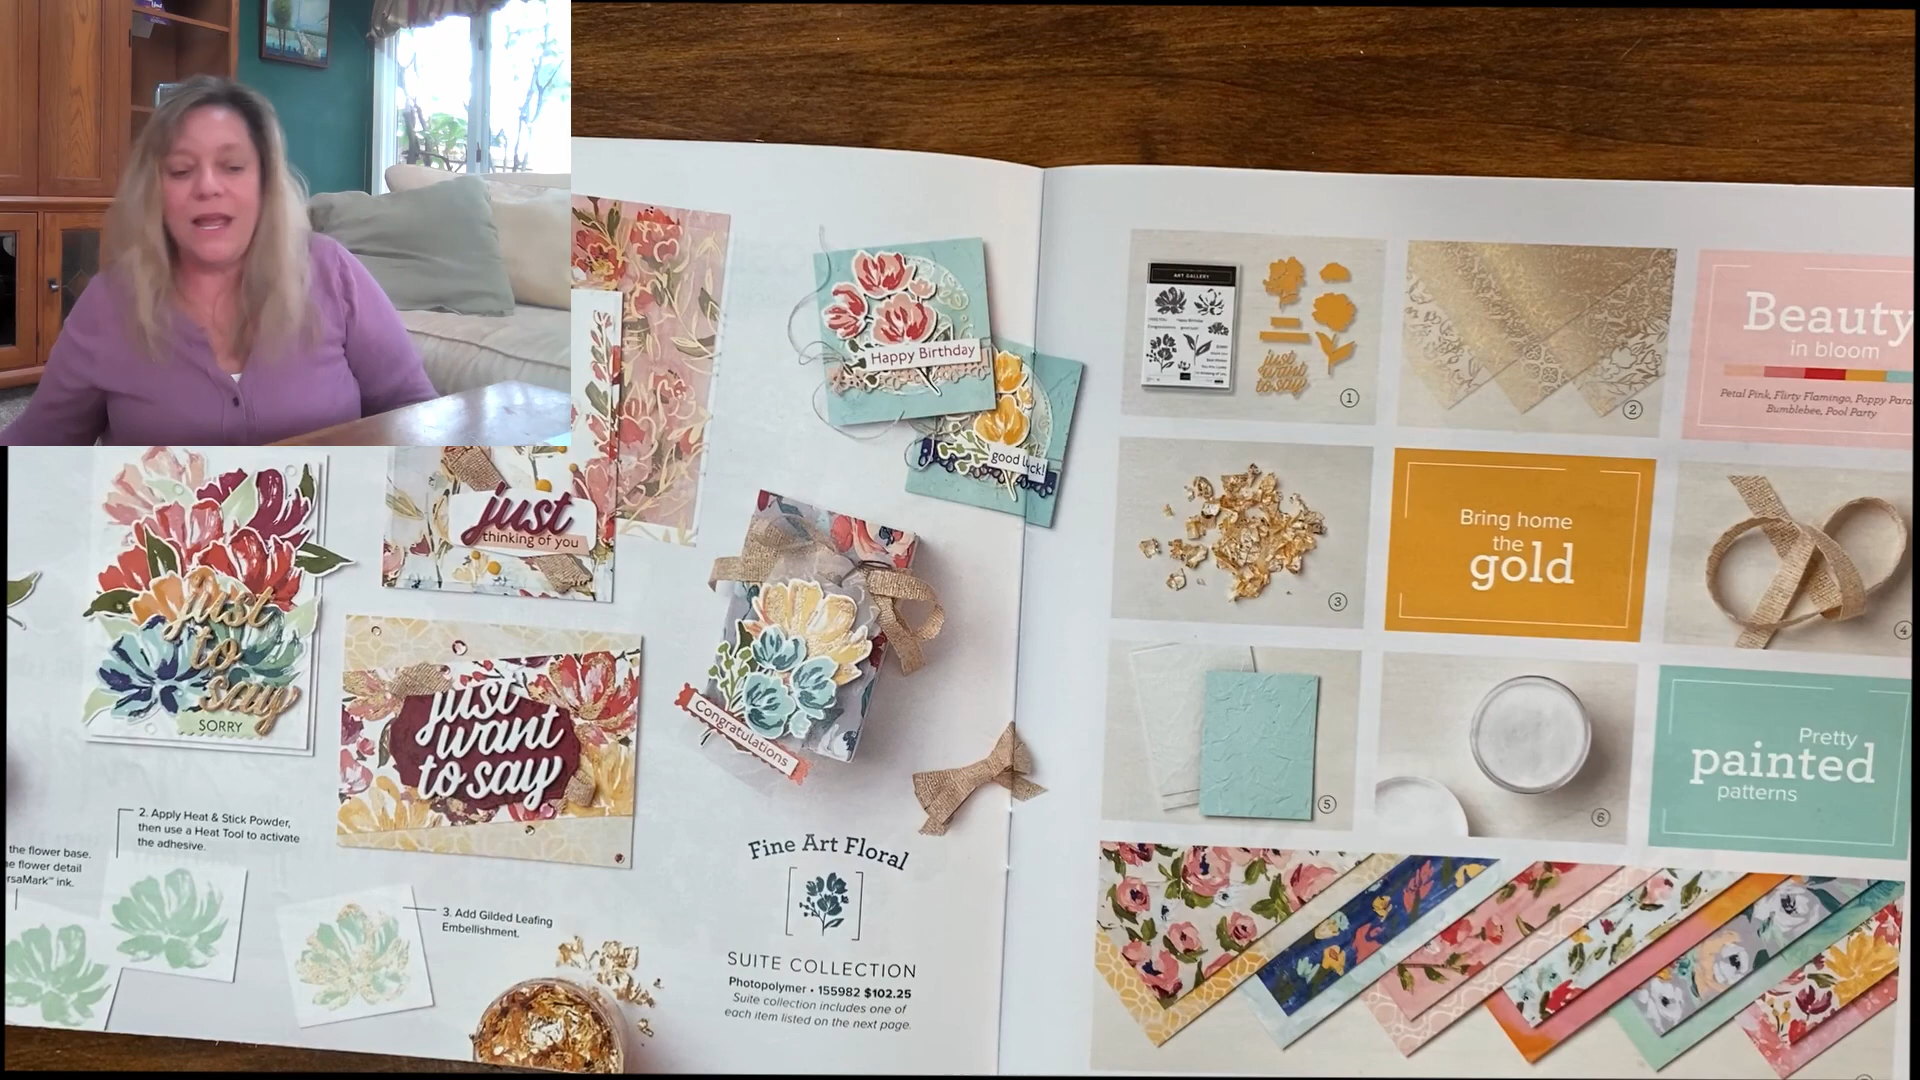 Happy Birthday
good luck!
just
thinking of you
just
to
say
SORRY
just
want
to say
Congratulations
2. Apply Heat & Stick Powder,
then use a Heat Tool to activate
the adhesive.
the flower base.
flower detail
rsaMark™ ink.
3. Add Gilded Leafing
Embellishment.
Fine Art Floral
SUITE COLLECTION
Photopolymer • 155982 $102.25
Suite collection includes one of
each item listed on the next page.
ART GALLERY
just
want
to say
1
2
Beauty
in bloom
Petal Pink, Flirty Flamingo, Poppy Para
Bumblebee, Pool Party
3
Bring home
the
gold
4
5
6
Pretty
painted
patterns